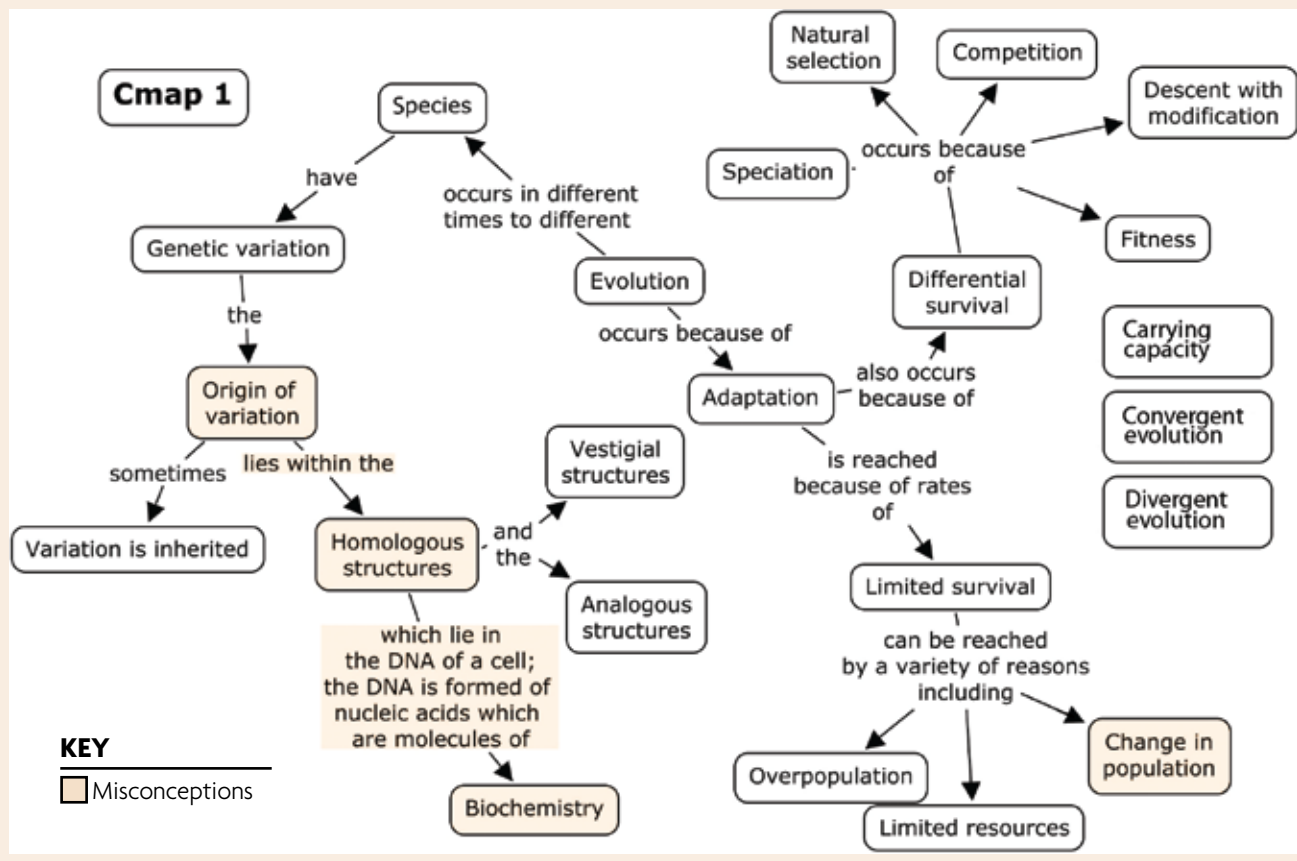 Cmap 1
Species
have
Genetic variation
the
Origin of
variation
sometimes
lies within the
Variation is inherited
Homologous
structures
and
the
Vestigial
structures
Analogous
structures
which lie in
the DNA of a cell;
the DNA is formed of
nucleic acids which
are molecules of
Biochemistry
occurs in different
times to different
Evolution
occurs because of
Adaptation
also occurs
because of
Differential
survival
occurs because
of
Speciation
Natural
selection
Competition
Descent with
modification
Fitness
is reached
because of rates
of
Limited survival
can be reached
by a variety of reasons
including
Overpopulation
Limited resources
Change in
population
Carrying
capacity
Convergent
evolution
Divergent
evolution
KEY
Misconceptions